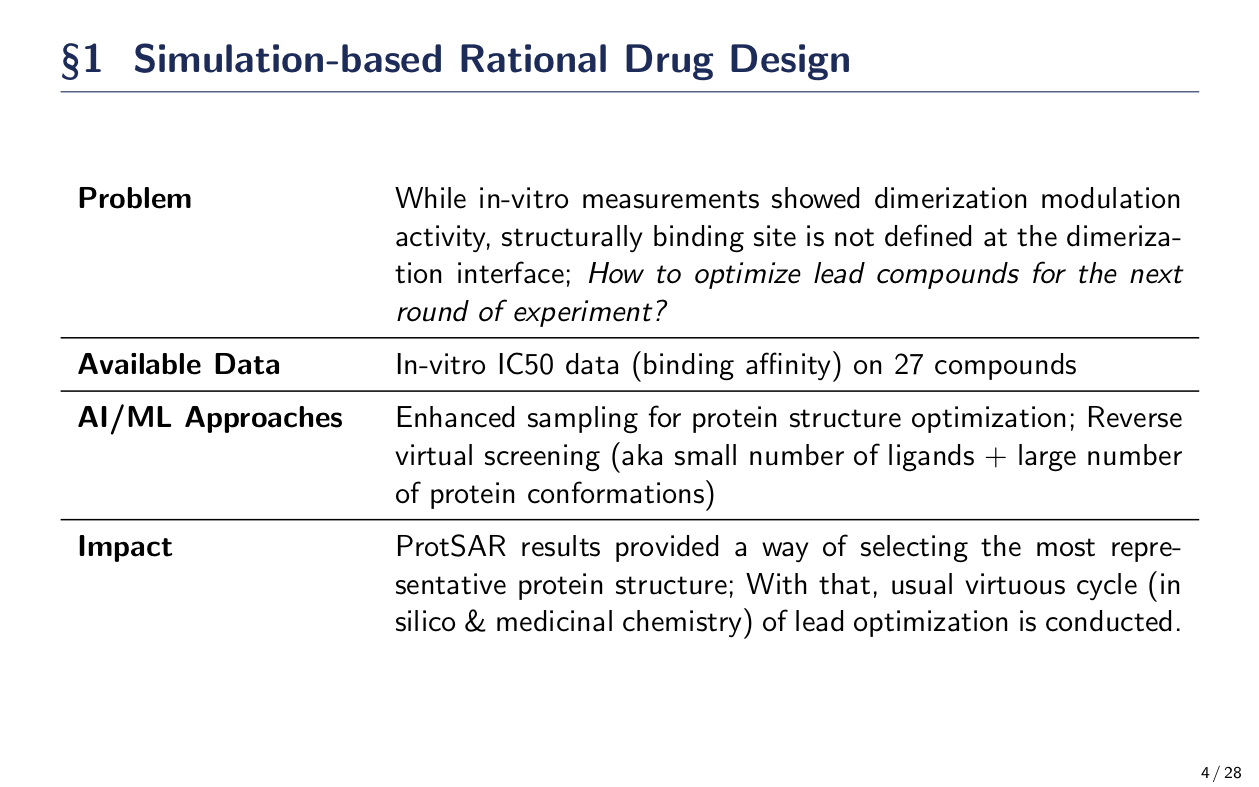 §1 Simulation-based Rational Drug Design
Problem
While in-vitro measurements showed dimerization modulation
activity, structurally binding site is not defined at the dimeriza-
tion interface; How to optimize lead compounds for the next
round of experiment?
Available Data
In-vitro IC50 data (binding affinity) on 27 compounds
AI/ML Approaches
Enhanced sampling for protein structure optimization; Reverse
virtual screening (aka small number of ligands + large number
of protein conformations)
Impact
ProtSAR results provided a way of selecting the most repre-
sentative protein structure; With that, usual virtuous cycle (in
silico & medicinal chemistry) of lead optimization is conducted.
4 / 28